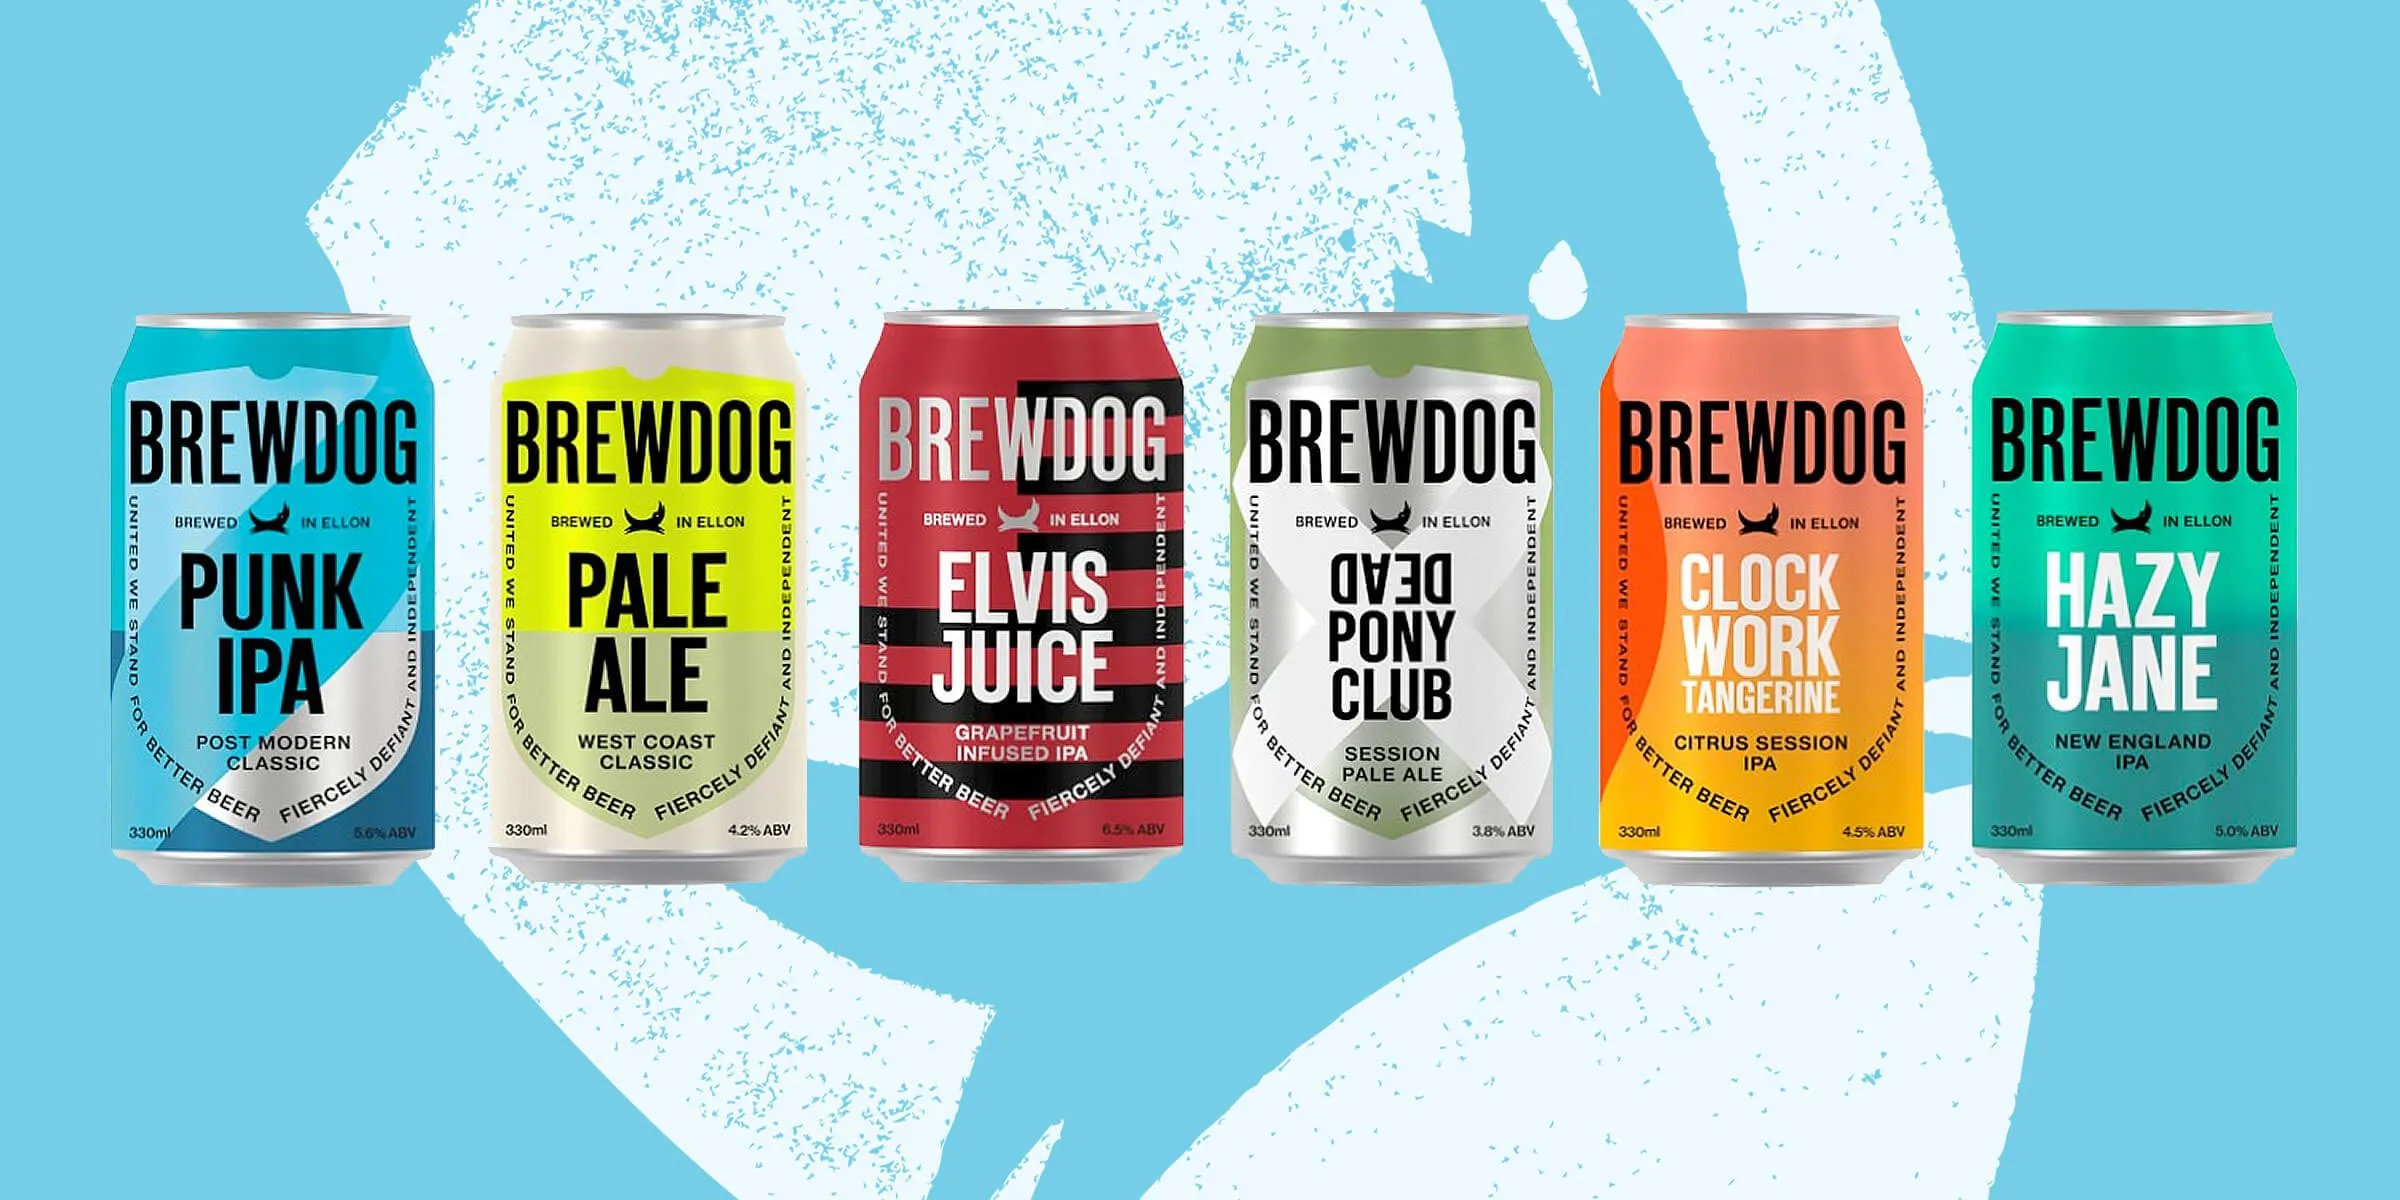 BREWDOG
BREWED IN ELLON
PUNK
IPA
POST MODERN
CLASSIC
UNITED WE STAND FOR BETTER BEER
FIERCELY DEFIANT AND INDEPENDENT
330ml
5.6% ABV
BREWDOG
BREWED IN ELLON
PALE
ALE
WEST COAST
CLASSIC
UNITED WE STAND FOR BETTER BEER
FIERCELY DEFIANT AND INDEPENDENT
330ml
4.2% ABV
BREWDOG
BREWED IN ELLON
ELVIS
JUICE
GRAPEFRUIT
INFUSED IPA
UNITED WE STAND FOR BETTER BEER
FIERCELY DEFIANT AND INDEPENDENT
330ml
6.5% ABV
BREWDOG
BREWED IN ELLON
DEAD
PONY
CLUB
SESSION
PALE ALE
UNITED WE STAND FOR BETTER BEER
FIERCELY DEFIANT AND INDEPENDENT
330ml
3.8% ABV
BREWDOG
BREWED IN ELLON
CLOCK
WORK
TANGERINE
CITRUS SESSION
IPA
UNITED WE STAND FOR BETTER BEER
FIERCELY DEFIANT AND INDEPENDENT
330ml
4.5% ABV
BREWDOG
BREWED IN ELLON
HAZY
JANE
NEW ENGLAND
IPA
UNITED WE STAND FOR BETTER BEER
FIERCELY DEFIANT AND INDEPENDENT
330ml
5.0% ABV